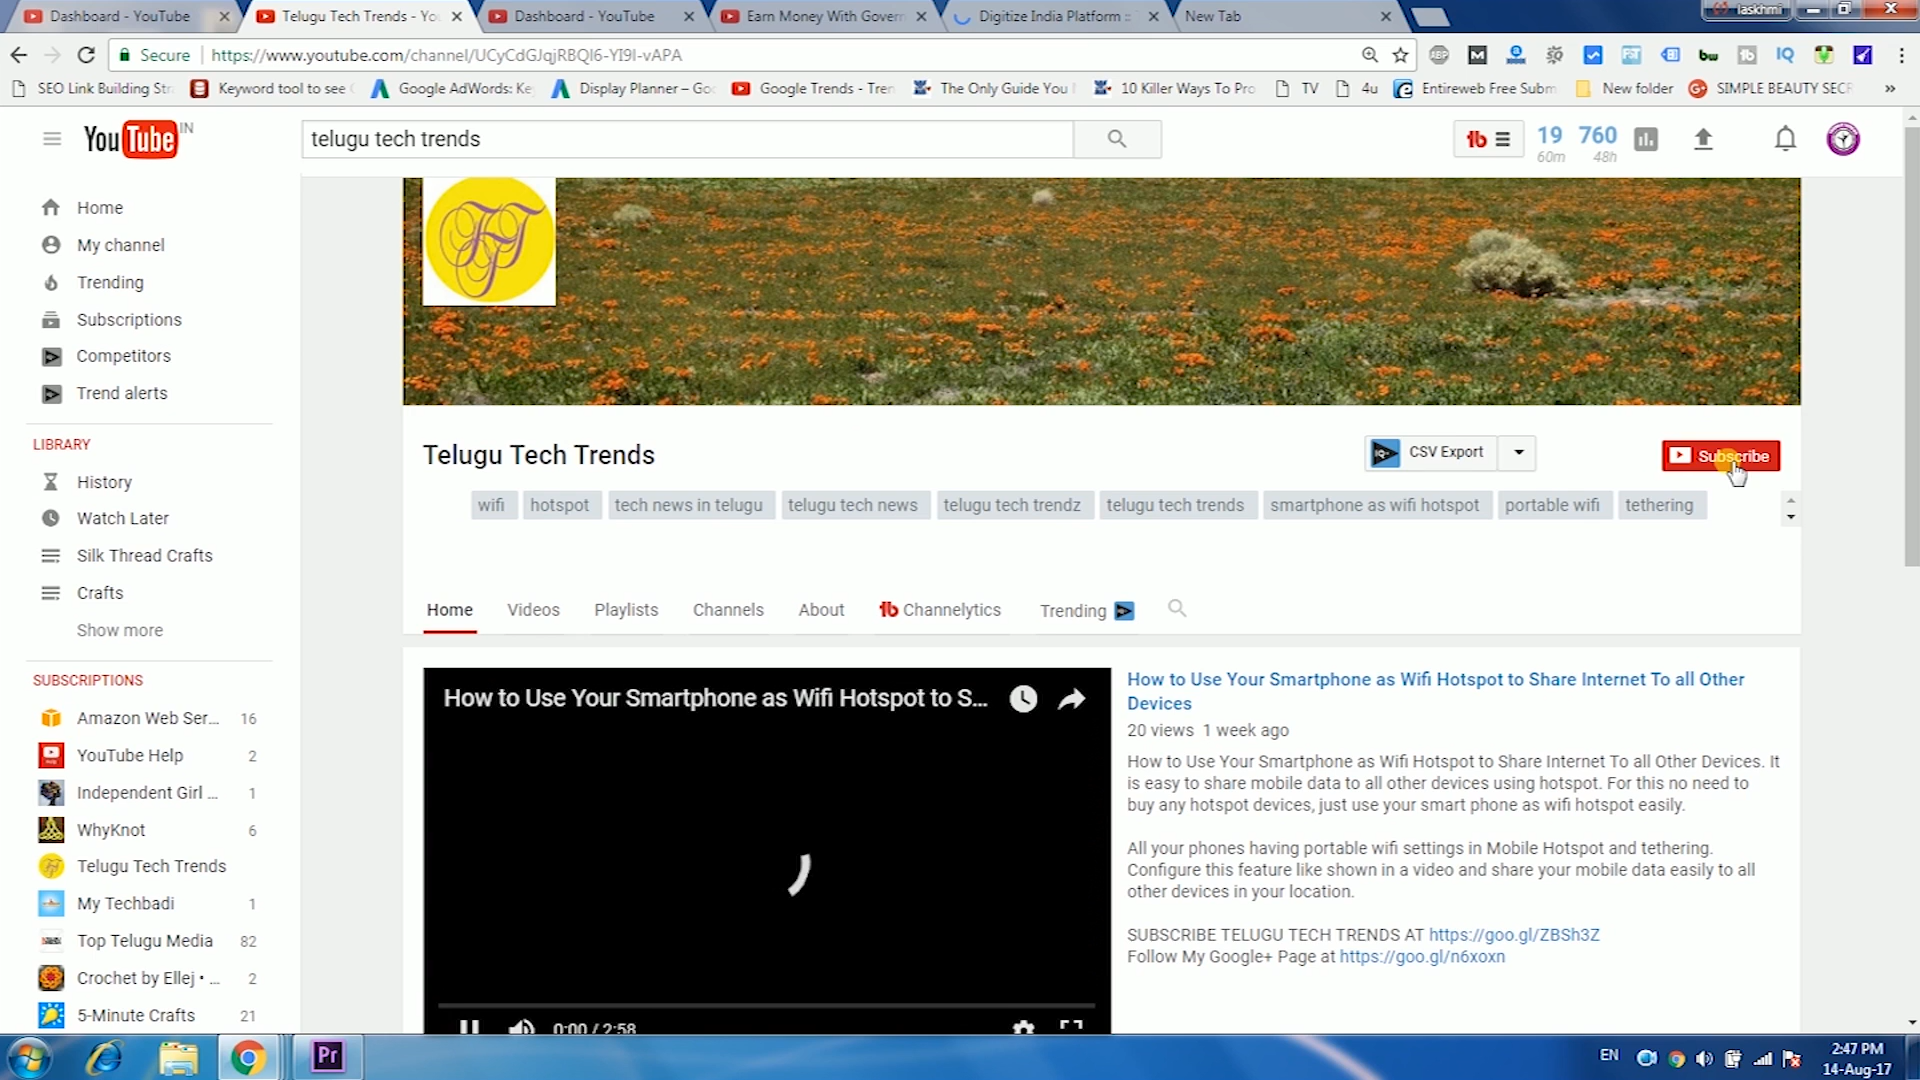 Dashboard - YouTube
Telugu Tech Trends - You
Dashboard - YouTube
Earn Money With Govern
Digitize India Platform ::
New Tab
laskhmi
Secure
https://www.youtube.com/channel/UCyCdGJqjRBQl6-YI9I-vAPA
SEO Link Building Str
Keyword tool to see
Google AdWords: Ke
Display Planner – Goo
Google Trends - Tren
The Only Guide You
10 Killer Ways To Pro
TV
4u
Entireweb Free Subm
New folder
SIMPLE BEAUTY SECR
YouTube IN
telugu tech trends
19 60m
760 48h
Home
My channel
Trending
Subscriptions
Competitors
Trend alerts
LIBRARY
History
Watch Later
Silk Thread Crafts
Crafts
Show more
SUBSCRIPTIONS
Amazon Web Ser... 16
YouTube Help 2
Independent Girl ... 1
WhyKnot 6
Telugu Tech Trends
My Techbadi 1
Top Telugu Media 82
Crochet by Ellej • ... 2
5-Minute Crafts 21
Telugu Tech Trends
CSV Export
Subscribe
wifi
hotspot
tech news in telugu
telugu tech news
telugu tech trendz
telugu tech trends
smartphone as wifi hotspot
portable wifi
tethering
Home
Videos
Playlists
Channels
About
Channelytics
Trending
How to Use Your Smartphone as Wifi Hotspot to S...
0:00 / 2:58
How to Use Your Smartphone as Wifi Hotspot to Share Internet To all Other
Devices
20 views 1 week ago
How to Use Your Smartphone as Wifi Hotspot to Share Internet To all Other Devices. It
is easy to share mobile data to all other devices using hotspot. For this no need to
buy any hotspot devices, just use your smart phone as wifi hotspot easily.
All your phones having portable wifi settings in Mobile Hotspot and tethering.
Configure this feature like shown in a video and share your mobile data easily to all
other devices in your location.
SUBSCRIBE TELUGU TECH TRENDS AT https://goo.gl/ZBSh3Z
Follow My Google+ Page at https://goo.gl/n6xoxn
Pr
EN
2:47 PM
14-Aug-17